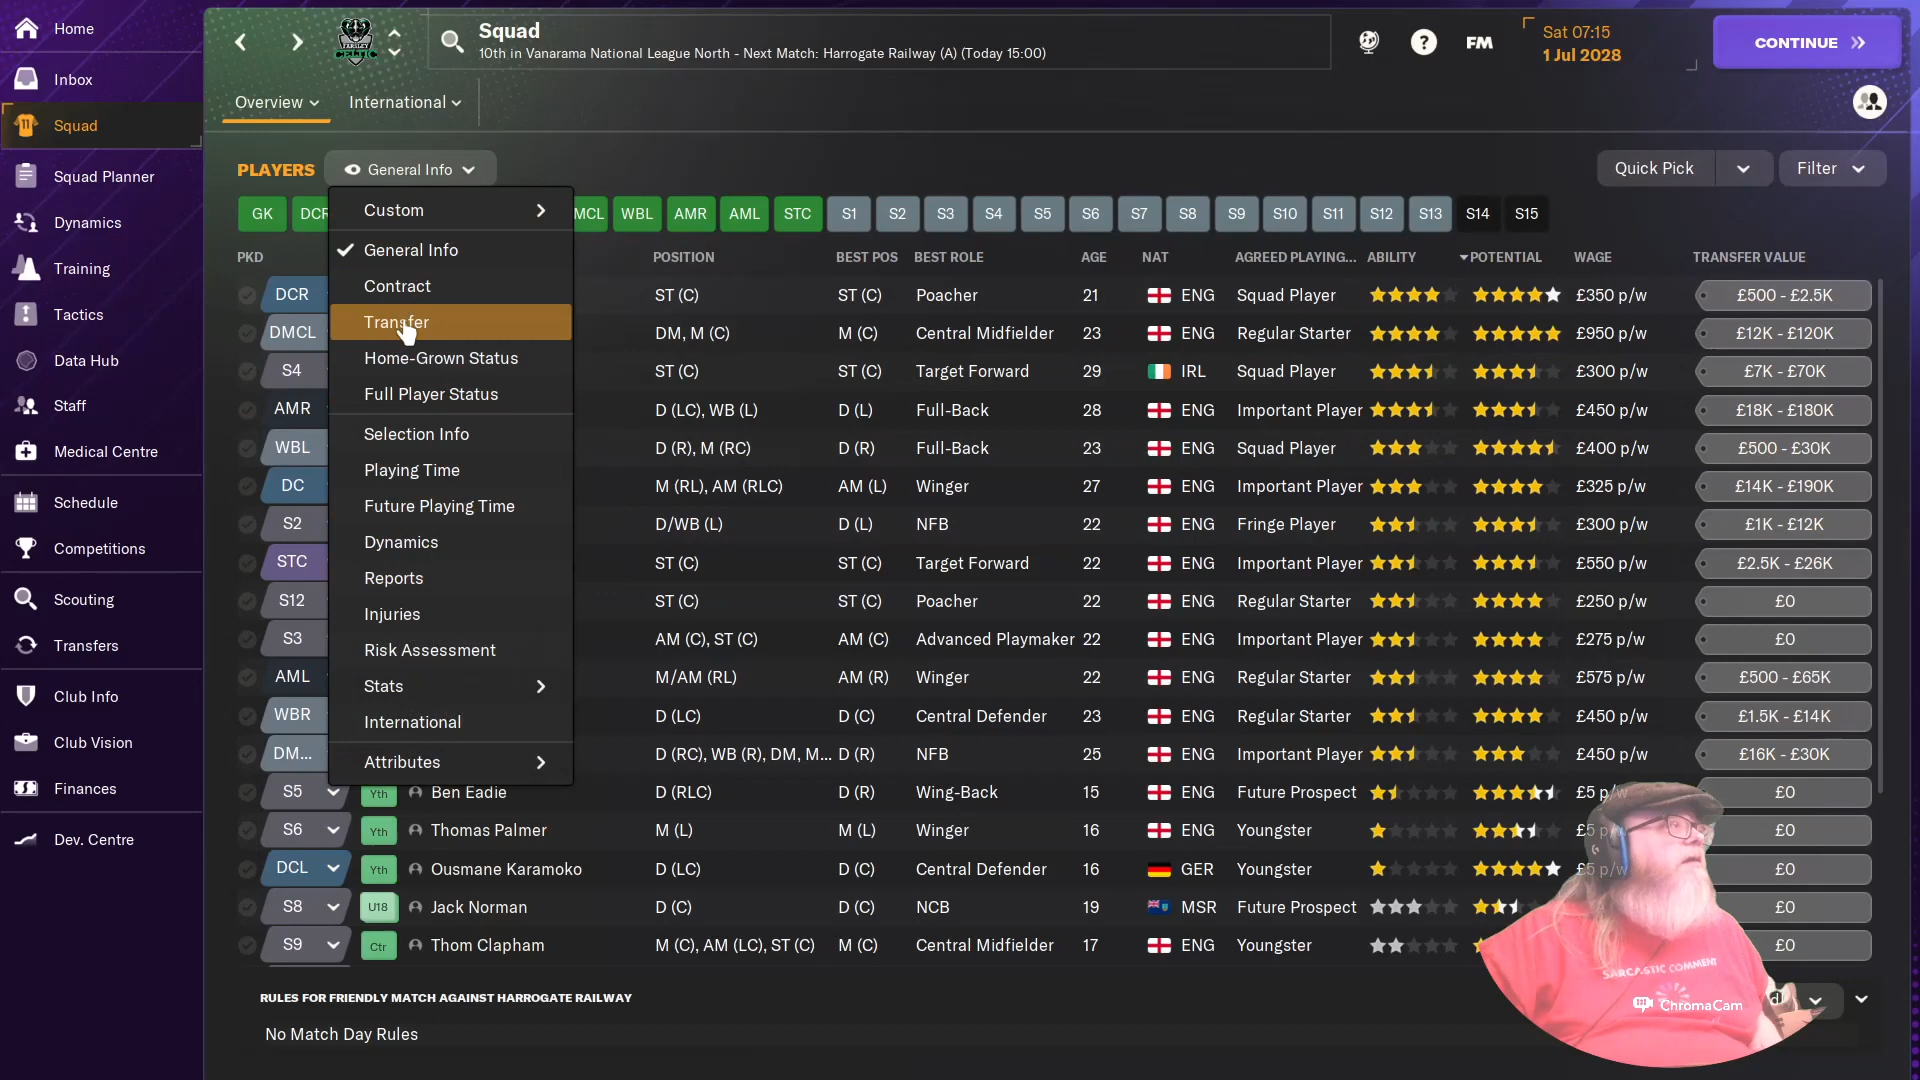 Home
Inbox
Squad
Squad Planner
Dynamics
Training
Tactics
Data Hub
Staff
Medical Centre
Schedule
Competitions
Scouting
Transfers
Club Info
Club Vision
Finances
Dev. Centre
FARSLEY
CELTIC
Squad
10th in Vanarama National League North - Next Match: Harrogate Railway (A) (Today 15:00)
? FM
Sat 07:15
1 Jul 2028
CONTINUE
Overview International
PLAYERS General Info Quick Pick Filter
GK DCR MCL WBL AMR AML STC S1 S2 S3 S4 S5 S6 S7 S8 S9 S10 S11 S12 S13 S14 S15
Custom
General Info
Contract
Transfer
Home-Grown Status
Full Player Status
Selection Info
Playing Time
Future Playing Time
Dynamics
Reports
Injuries
Risk Assessment
Stats
International
Attributes
PKD POSITION BEST POS BEST ROLE AGE NAT AGREED PLAYING... ABILITY POTENTIAL WAGE TRANSFER VALUE
DCR ST (C) ST (C) Poacher 21 ENG Squad Player £350 p/w £500 - £2.5K
DMCL DM, M (C) M (C) Central Midfielder 23 ENG Regular Starter £950 p/w £12K - £120K
S4 ST (C) ST (C) Target Forward 29 IRL Squad Player £300 p/w £7K - £70K
AMR D (LC), WB (L) D (L) Full-Back 28 ENG Important Player £450 p/w £18K - £180K
WBL D (R), M (RC) D (R) Full-Back 23 ENG Squad Player £400 p/w £500 - £30K
DC M (RL), AM (RLC) AM (L) Winger 27 ENG Important Player £325 p/w £14K - £190K
S2 D/WB (L) D (L) NFB 22 ENG Fringe Player £300 p/w £1K - £12K
STC ST (C) ST (C) Target Forward 22 ENG Important Player £550 p/w £2.5K - £26K
S12 ST (C) ST (C) Poacher 22 ENG Regular Starter £250 p/w £0
S3 AM (C), ST (C) AM (C) Advanced Playmaker 22 ENG Important Player £275 p/w £0
AML M/AM (RL) AM (R) Winger 22 ENG Regular Starter £575 p/w £500 - £65K
WBR D (LC) D (C) Central Defender 23 ENG Regular Starter £450 p/w £1.5K - £14K
DM... D (RC), WB (R), DM, M... D (R) NFB 25 ENG Important Player £450 p/w £16K - £30K
S5 Yth Ben Eadie D (RLC) D (R) Wing-Back 15 ENG Future Prospect £5 p/w £0
S6 Yth Thomas Palmer M (L) M (L) Winger 16 ENG Youngster £5 p/w £0
DCL Yth Ousmane Karamoko D (LC) D (C) Central Defender 16 GER Youngster £5 p/w £0
S8 U18 Jack Norman D (C) D (C) NCB 19 MSR Future Prospect £0
S9 Ctr Thom Clapham M (C), AM (LC), ST (C) M (C) Central Midfielder 17 ENG Youngster £0
RULES FOR FRIENDLY MATCH AGAINST HARROGATE RAILWAY
No Match Day Rules
SARCASTIC COMMENT
ChromaCam